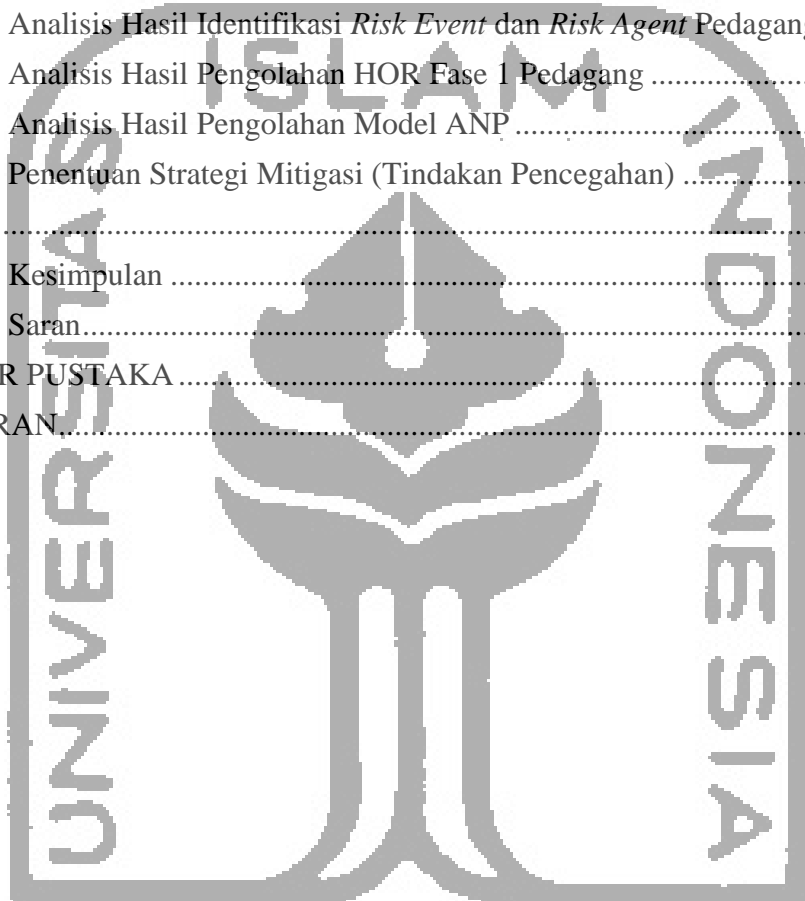 Analisis Hasil Identifikasi Risk Event dan Risk Agent Pedagang
Analisis Hasil Pengolahan HOR Fase 1 Pedagang ......................
Analisis Hasil Pengolahan Model ANP ..........................................
Penentuan Strategi Mitigasi (Tindakan Pencegahan) .................
................................................................................................
Kesimpulan ................................................................................
Saran..........................................................................................
R PUSTAKA ................................................................................
RAN............................................................................................
UNIVERSITAS ISLAM INDONESIA